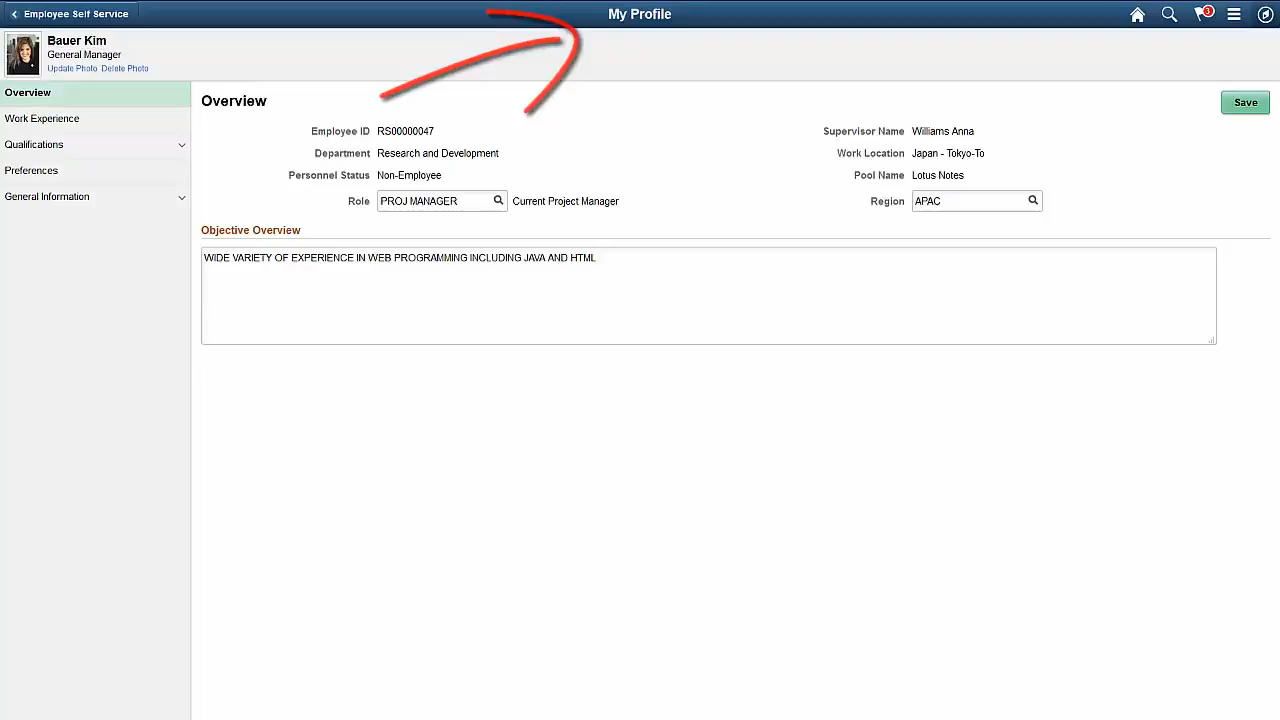 Employee Self Service
My Profile
3
Bauer Kim
General Manager
Update Photo Delete Photo
Overview
Work Experience
Qualifications
Preferences
General Information
Overview
Save
Employee ID RS00000047
Supervisor Name Williams Anna
Department Research and Development
Work Location Japan - Tokyo-To
Personnel Status Non-Employee
Pool Name Lotus Notes
Role PROJ MANAGER Current Project Manager
Region APAC
Objective Overview
WIDE VARIETY OF EXPERIENCE IN WEB PROGRAMMING INCLUDING JAVA AND HTML